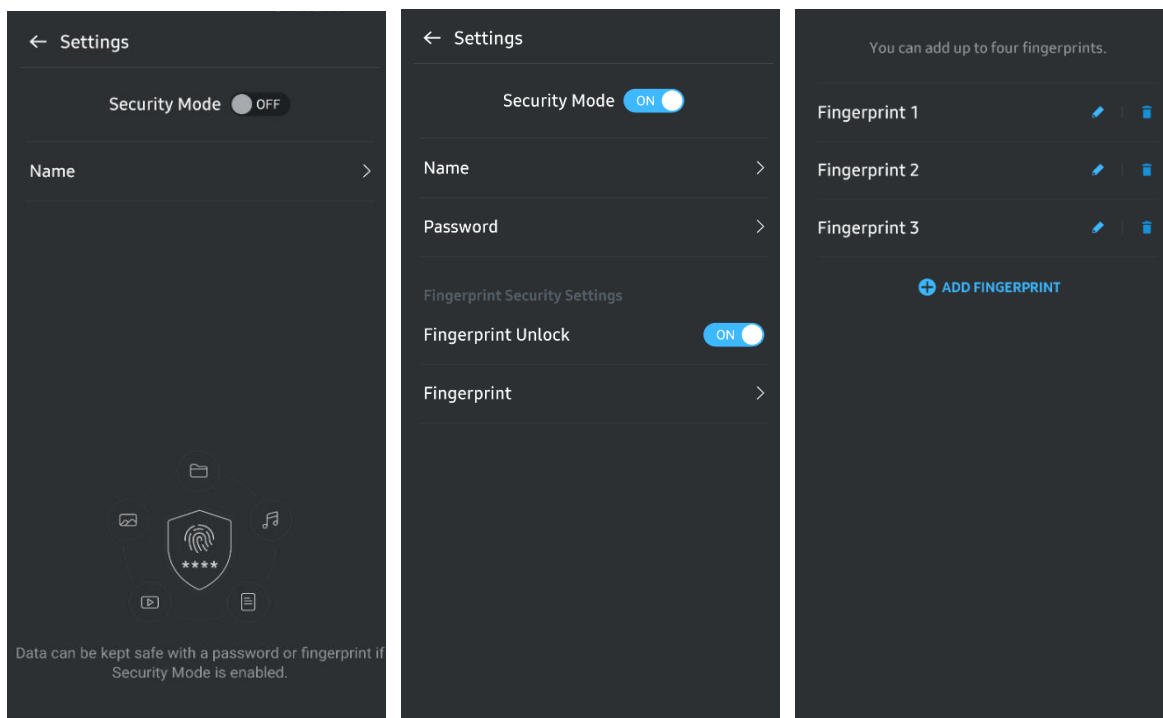 Settings
Security Mode OFF
Name
****
Data can be kept safe with a password or fingerprint if
Security Mode is enabled.
Settings
Security Mode ON
Name
Password
Fingerprint Security Settings
Fingerprint Unlock ON
Fingerprint
You can add up to four fingerprints.
Fingerprint 1
Fingerprint 2
Fingerprint 3
ADD FINGERPRINT